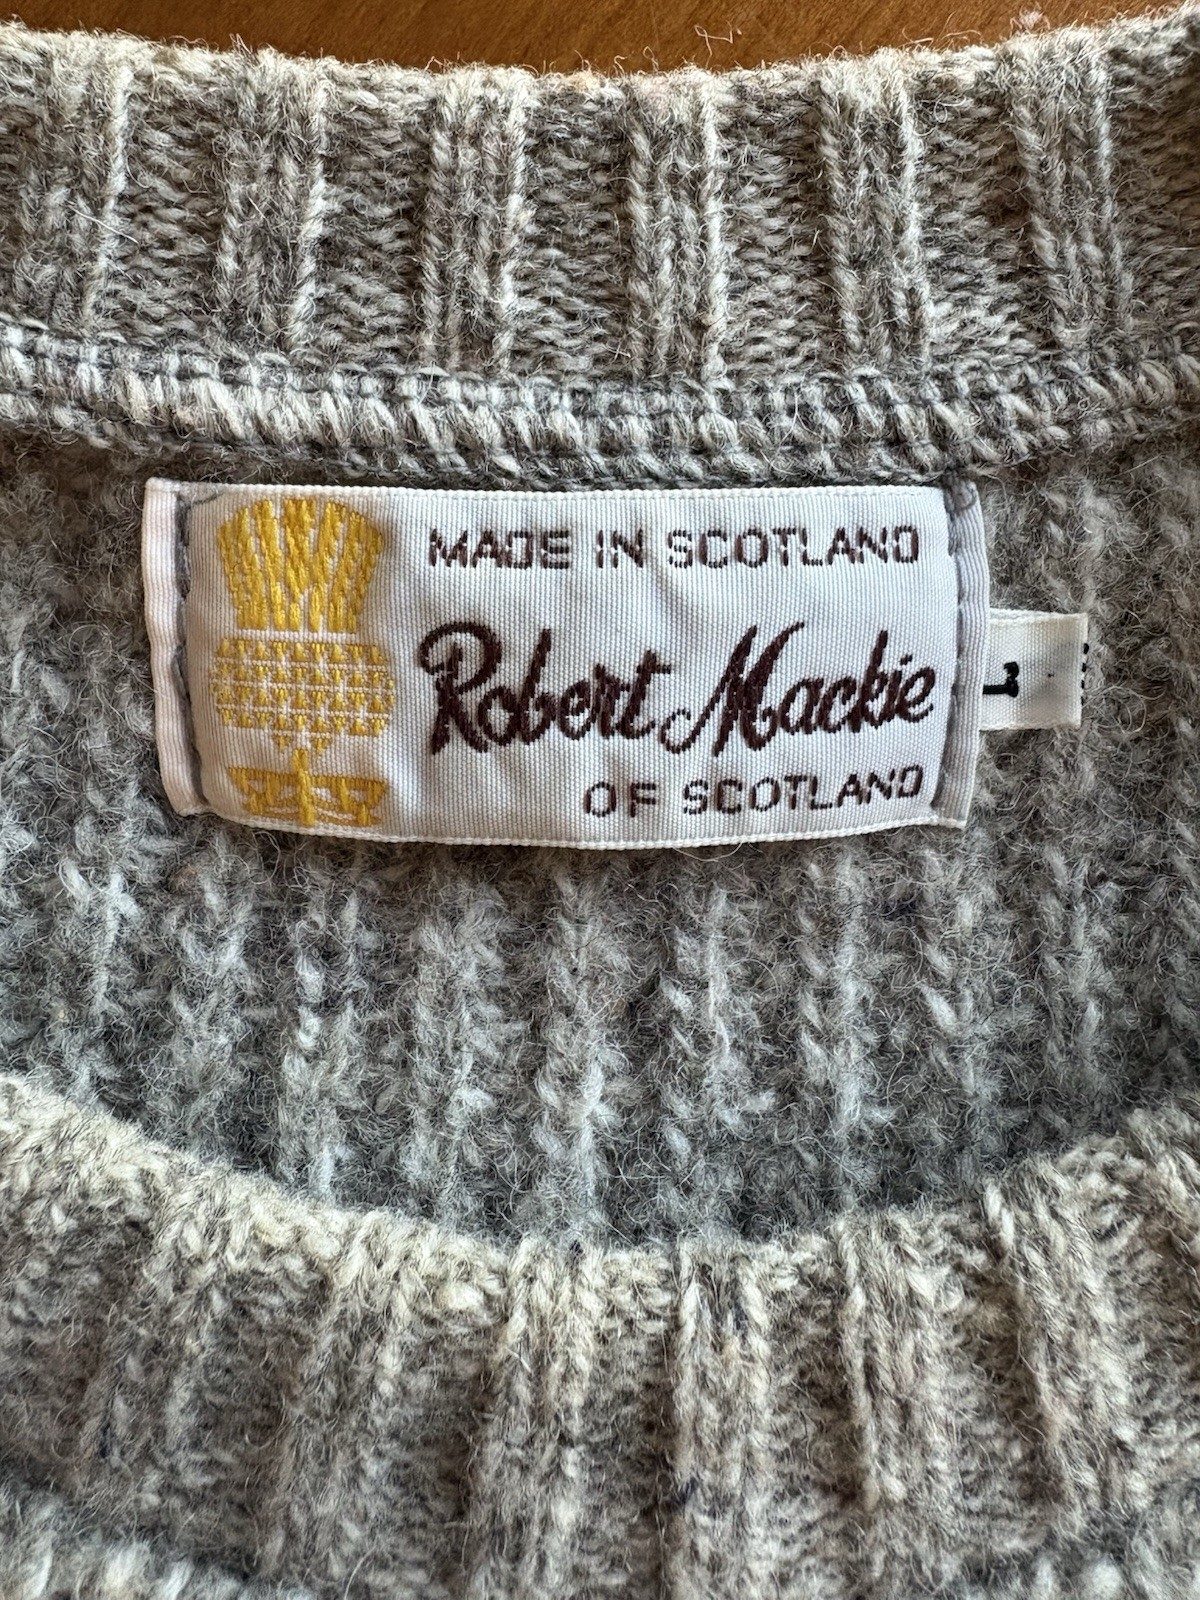 MADE IN SCOTLAND
Robert Mackie
OF SCOTLAND
L